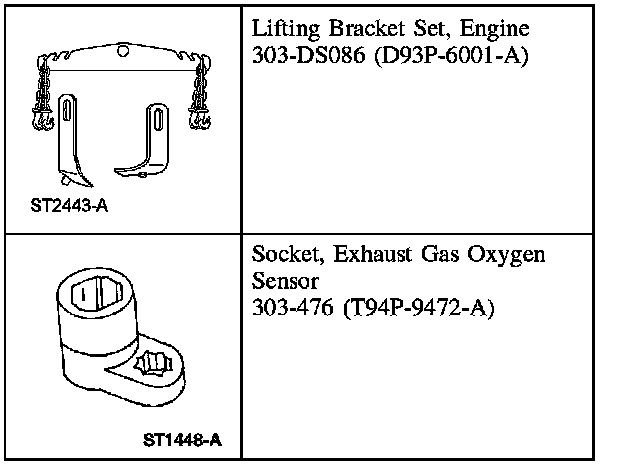 Lifting Bracket Set, Engine
303-DS086 (D93P-6001-A)
ST2443-A
Socket, Exhaust Gas Oxygen
Sensor
303-476 (T94P-9472-A)
ST1448-A